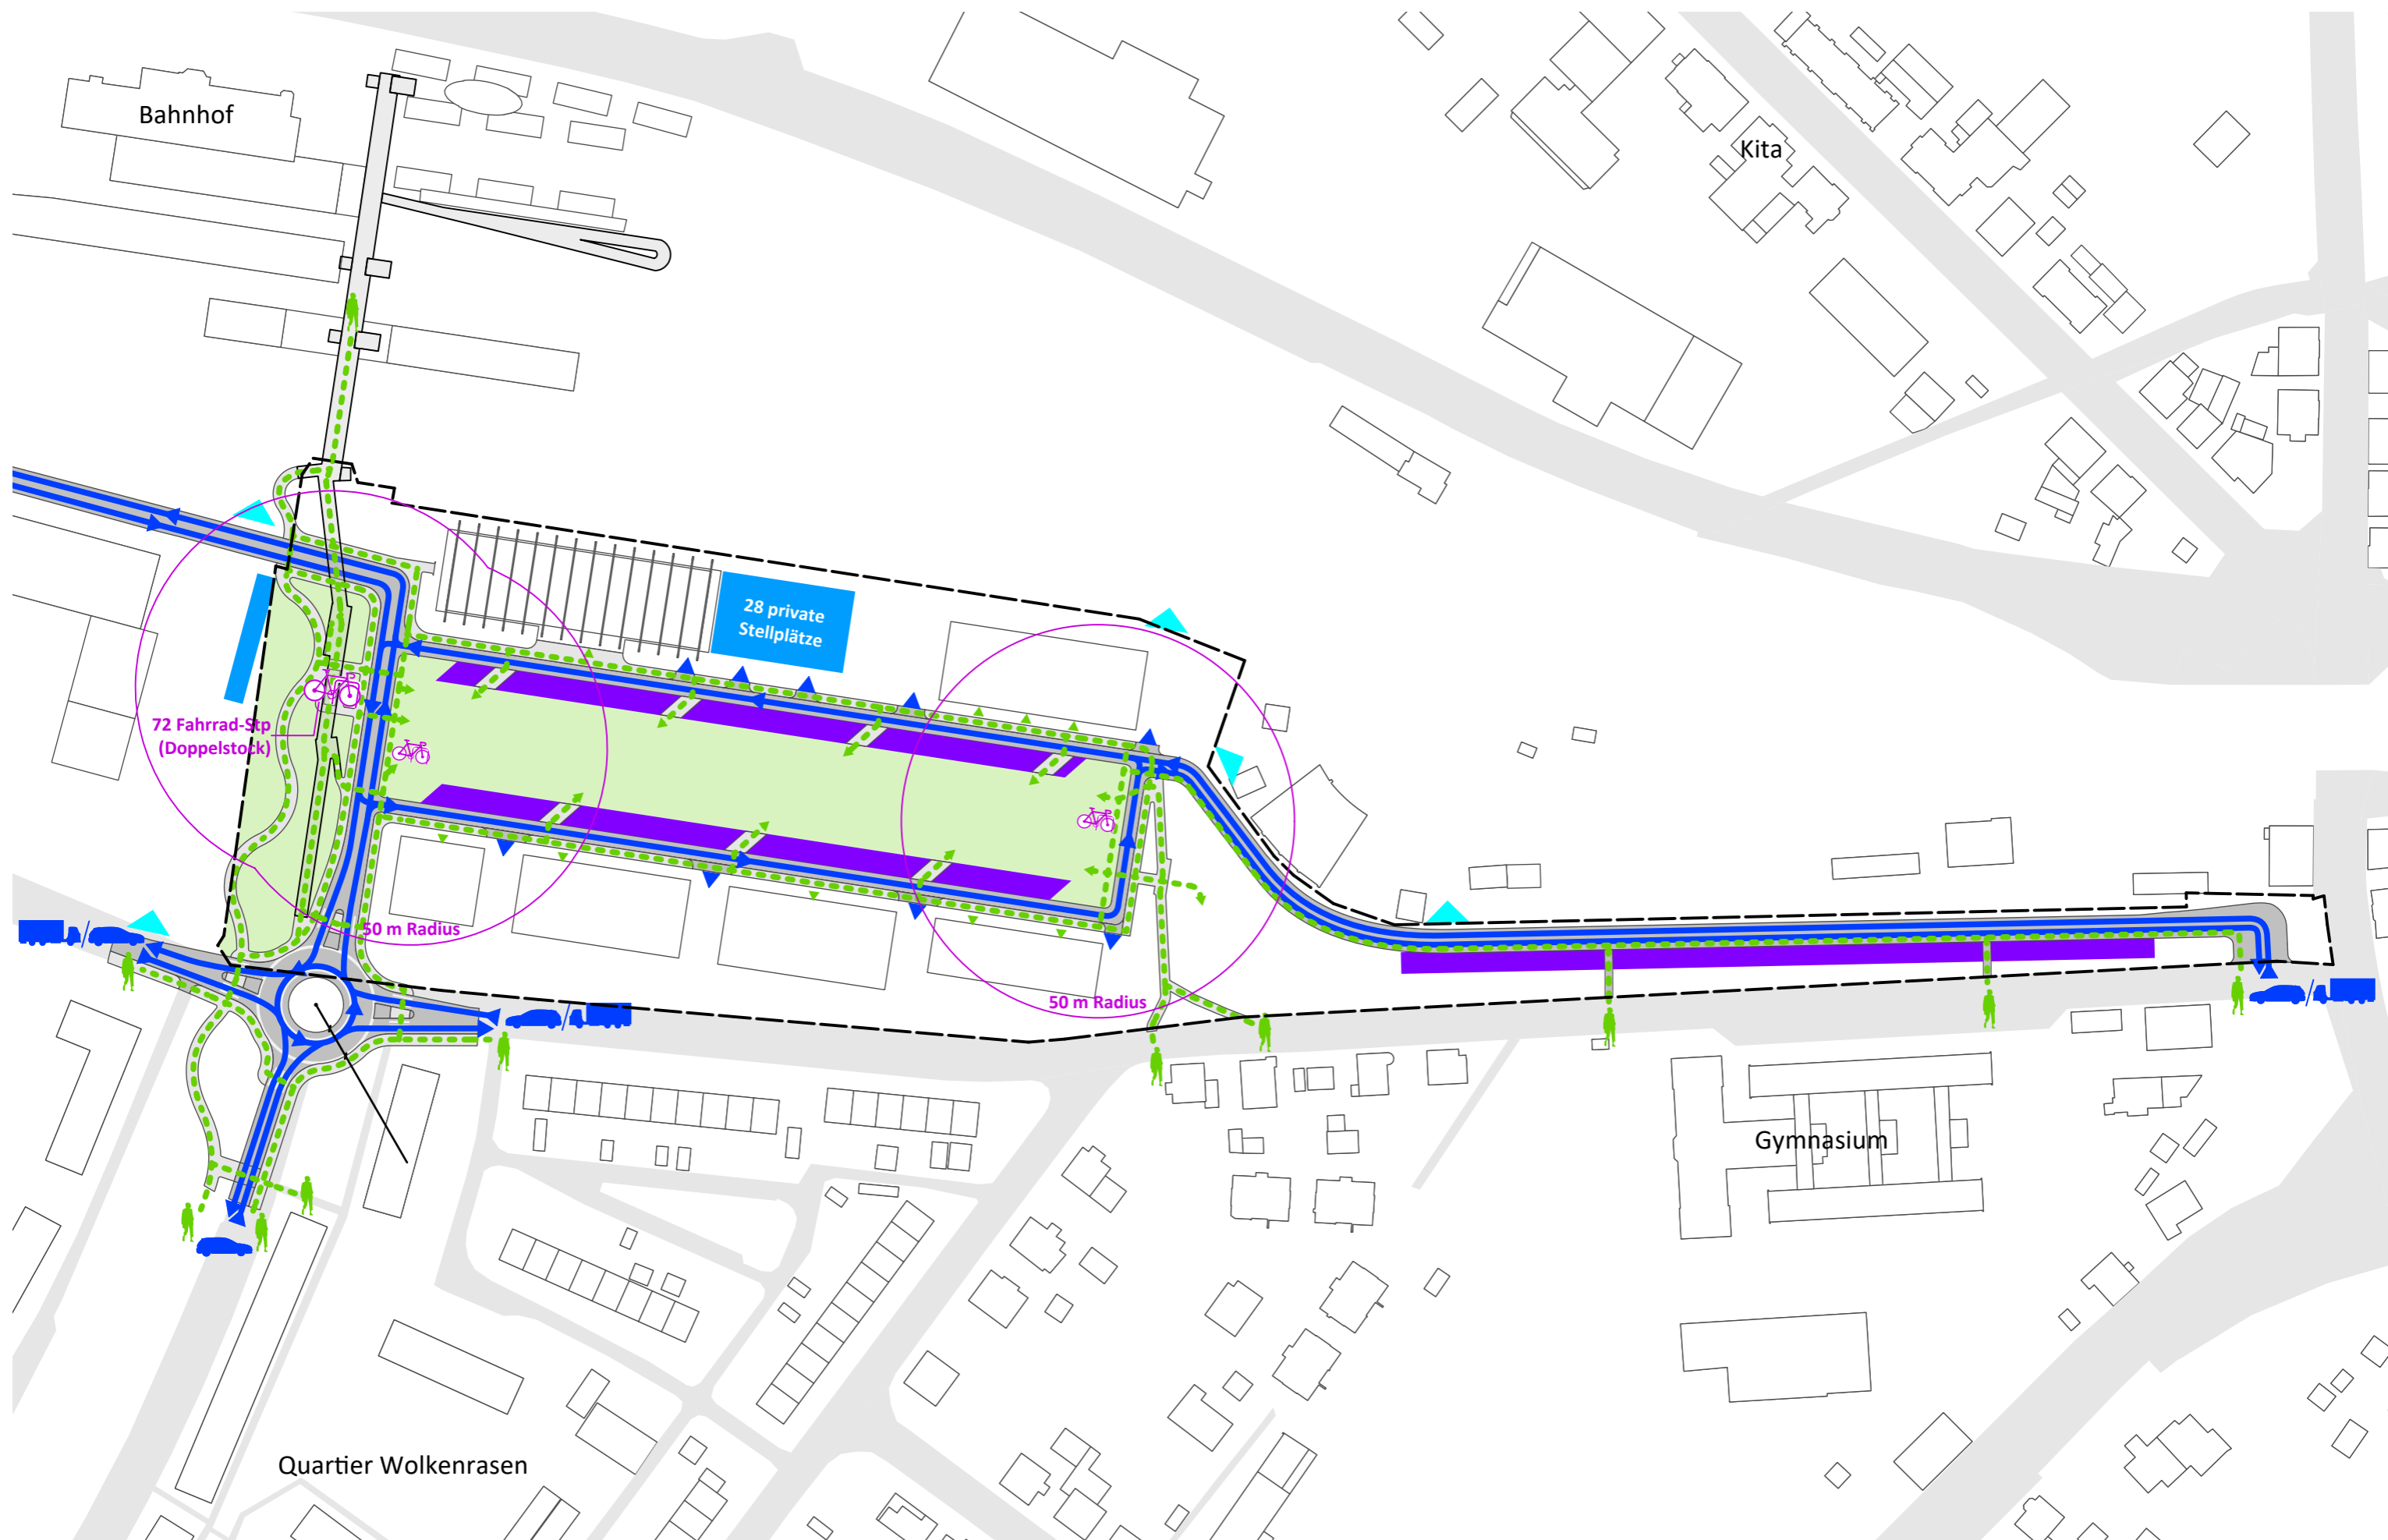 Bahnhof
Kita
28 private
Stellplätze
72 Fahrrad-Stp
(Doppelstock)
50 m Radius
50 m Radius
Gymnasium
Quartier Wolkenrasen